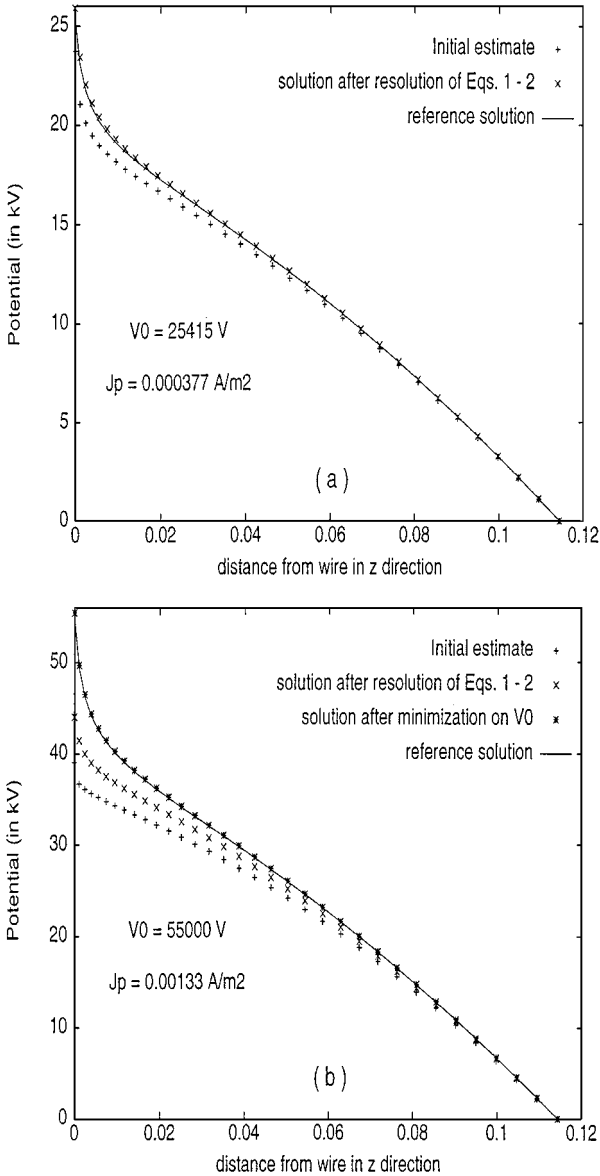 25
20
15
10
5
0
Potential (in kV)
Initial estimate +
solution after resolution of Eqs. 1 - 2 ×
reference solution
V0 = 25415 V
Jp = 0.000377 A/m2
( a )
0 0.02 0.04 0.06 0.08 0.1 0.12
distance from wire in z direction
50
40
30
20
10
0
Potential (in kV)
Initial estimate +
solution after resolution of Eqs. 1 - 2 ×
solution after minimization on V0 ∗
reference solution
V0 = 55000 V
Jp = 0.00133 A/m2
( b )
0 0.02 0.04 0.06 0.08 0.1 0.12
distance from wire in z direction